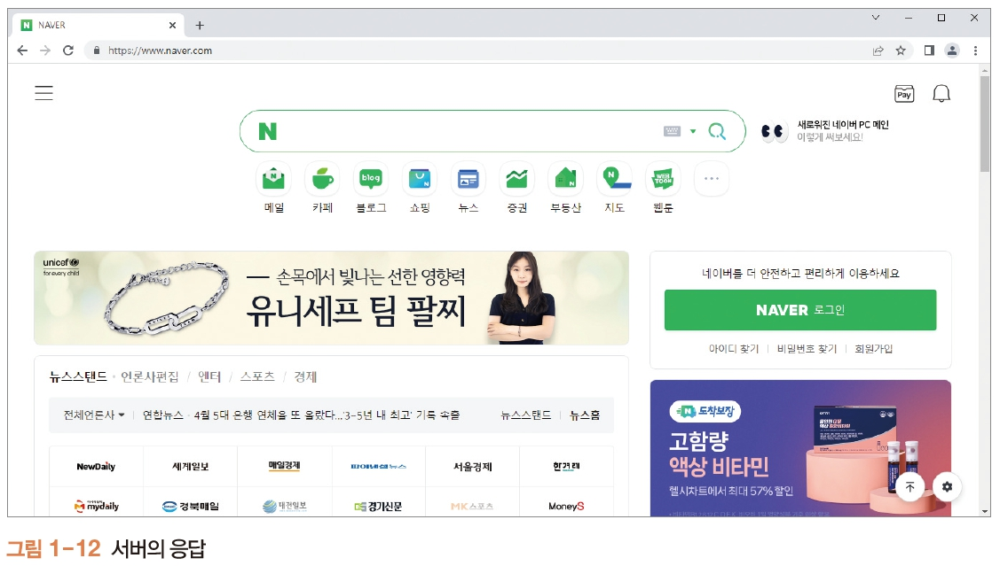 NAVER
https://www.naver.com
Pay
N
새로워진 네이버 PC 메인
이렇게 써보세요!
N blog N N N WEB TOON
메일 카페 블로그 쇼핑 뉴스 증권 부동산 지도 웹툰
unicef
for every child
손목에서 빛나는 선한 영향력
유니세프 팀 팔찌
네이버를 더 안전하고 편리하게 이용하세요
NAVER 로그인
아이디 찾기 비밀번호 찾기 회원가입
뉴스스탠드 · 언론사편집 / 엔터 / 스포츠 / 경제
전체언론사 연합뉴스 · 4월 5대 은행 연체율 또 올랐다…'3~5년 내 최고' 기록 속출 뉴스스탠드 뉴스홈
NewDaily 세계일보 매일경제 파이낸셜뉴스 서울경제 한겨레
mydaily 경북매일 대전일보 경기신문 MK스포츠 MoneyS
N 도착보장
고함량
액상 비타민
헬시차트에서 최대 57% 할인
그림 1-12 서버의 응답